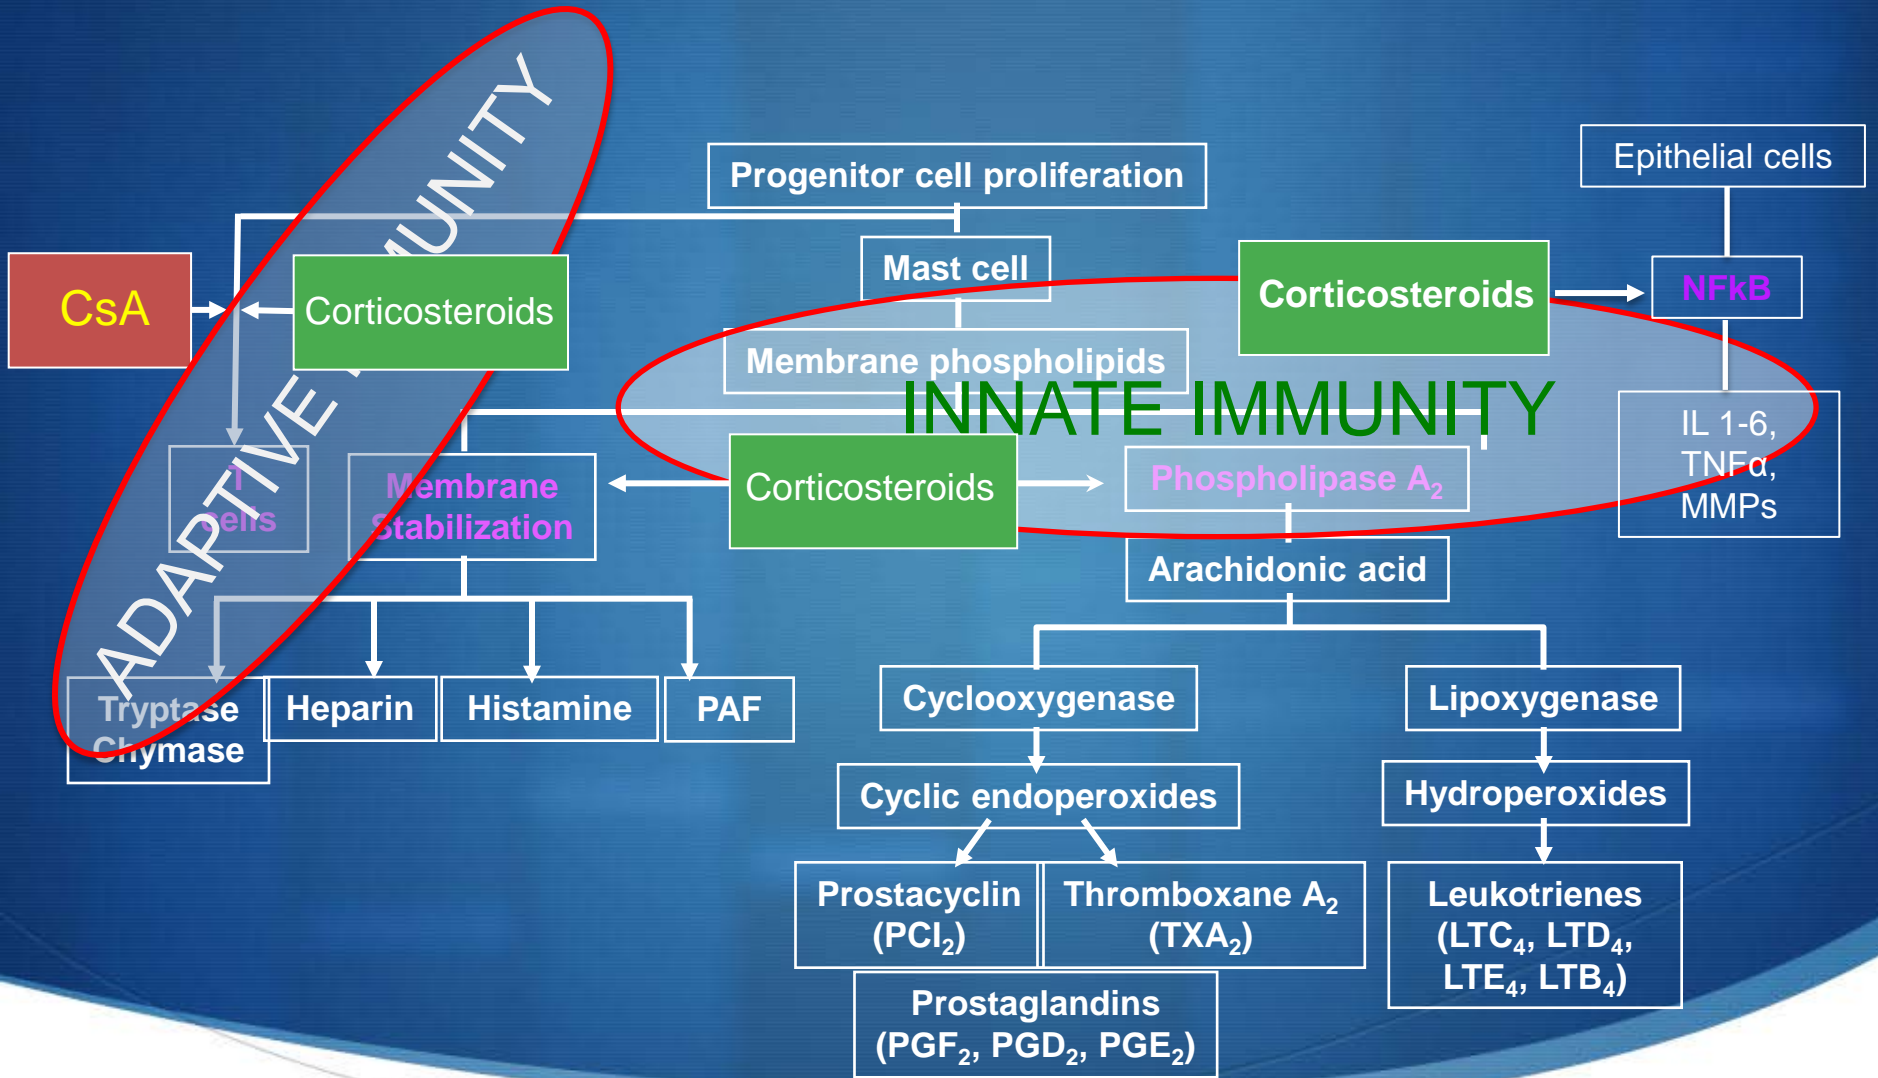 ADAPTIVE IMMUNITY
Progenitor cell proliferation
Epithelial cells
Mast cell
CsA
Corticosteroids
Corticosteroids
NFkB
Membrane phospholipids
INNATE IMMUNITY
IL 1-6,
TNFα,
MMPs
T
cells
Membrane
Stabilization
Corticosteroids
Phospholipase A₂
Arachidonic acid
Tryptase
Chymase
Heparin
Histamine
PAF
Cyclooxygenase
Lipoxygenase
Cyclic endoperoxides
Hydroperoxides
Prostacyclin
(PCI₂)
Thromboxane A₂
(TXA₂)
Leukotrienes
(LTC₄, LTD₄,
LTE₄, LTB₄)
Prostaglandins
(PGF₂, PGD₂, PGE₂)